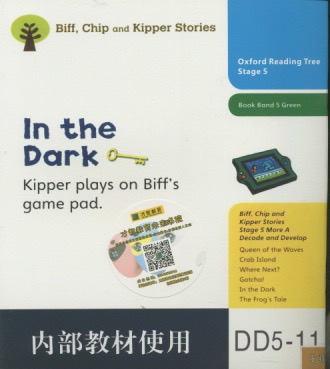 Biff, Chip and Kipper Stories
Oxford Reading Tree
Stage 5
Book Band 5 Green
In the
Dark
Kipper plays on Biff's
game pad.
Biff, Chip and
Kipper Stories
Stage 5 More A
Decode and Develop
Queen of the Waves
Crab Island
Where Next?
Gotcha!
In the Dark
The Frog's Tale
内部教材使用
DD5-11